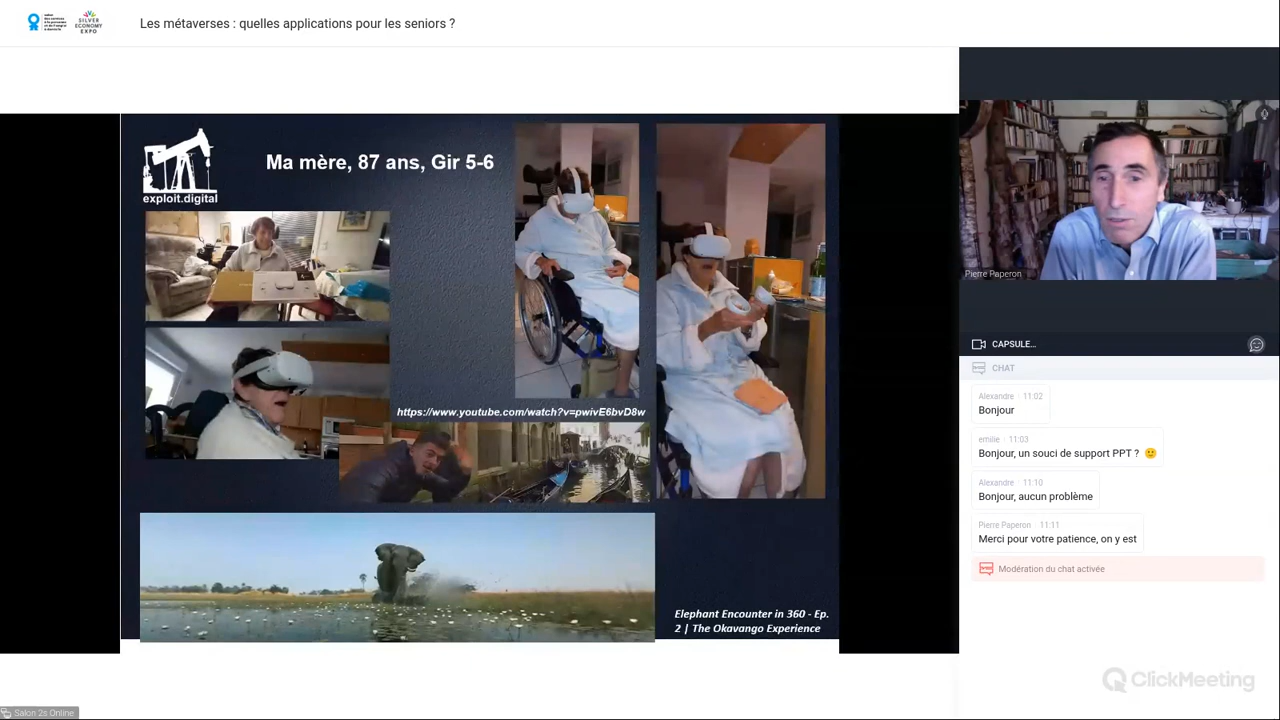 SILVER
ECONOMY
EXPO
Les métaverses : quelles applications pour les seniors ?
exploit.digital
Ma mère, 87 ans, Gir 5-6
https://www.youtube.com/watch?v=pwivE6bvD8w
Elephant Encounter in 360 - Ep.
2 | The Okavango Experience
Pierre Paperon
CAPSULE...
CHAT
Alexandre · 11:02
Bonjour
emilie · 11:03
Bonjour, un souci de support PPT ? 🙂
Alexandre · 11:10
Bonjour, aucun problème
Pierre Paperon · 11:11
Merci pour votre patience, on y est
Modération du chat activée
ClickMeeting
Salon 2s Online